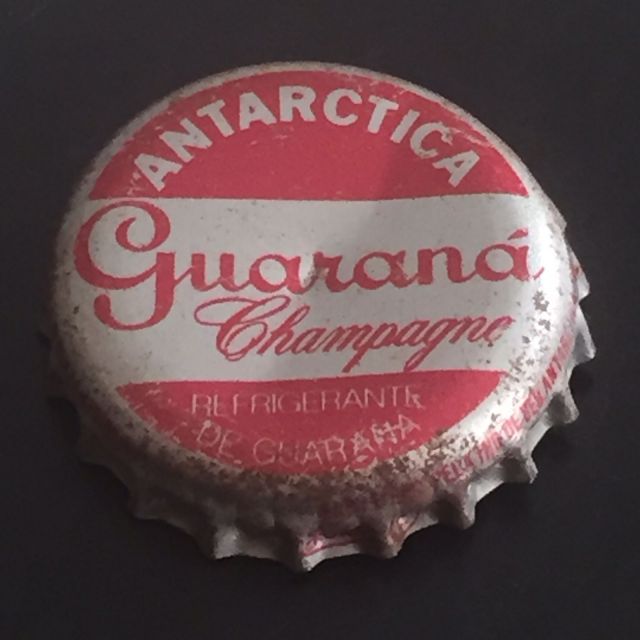 ANTARCTICA
Guaraná
Champagne
REFRIGERANTE
DE GUARANÁ